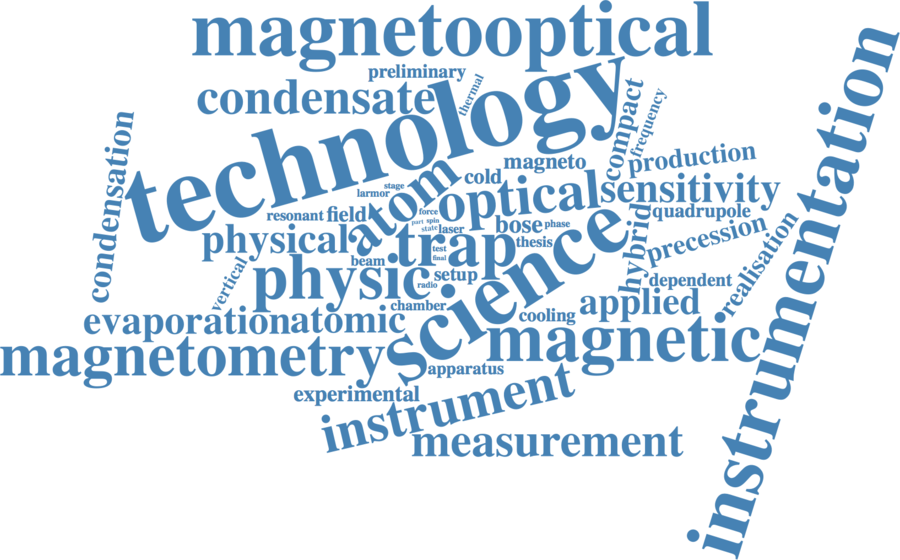 magnetooptical
preliminary
thermal
condensate
technology
compact
frequency
instrumentation
condensation
atom
cold
magneto
production
stage
larmor
optical
sensitivity
resonant
field
force
part
spin
state
laser
bose
phase
quadrupole
physical
trap
test
final
thesis
science
hybrid
precession
realisation
beam
vertical
physic
setup
radio
dependent
chamber
cooling
applied
evaporation
atomic
magnetometry
magnetic
apparatus
experimental
instrument
measurement